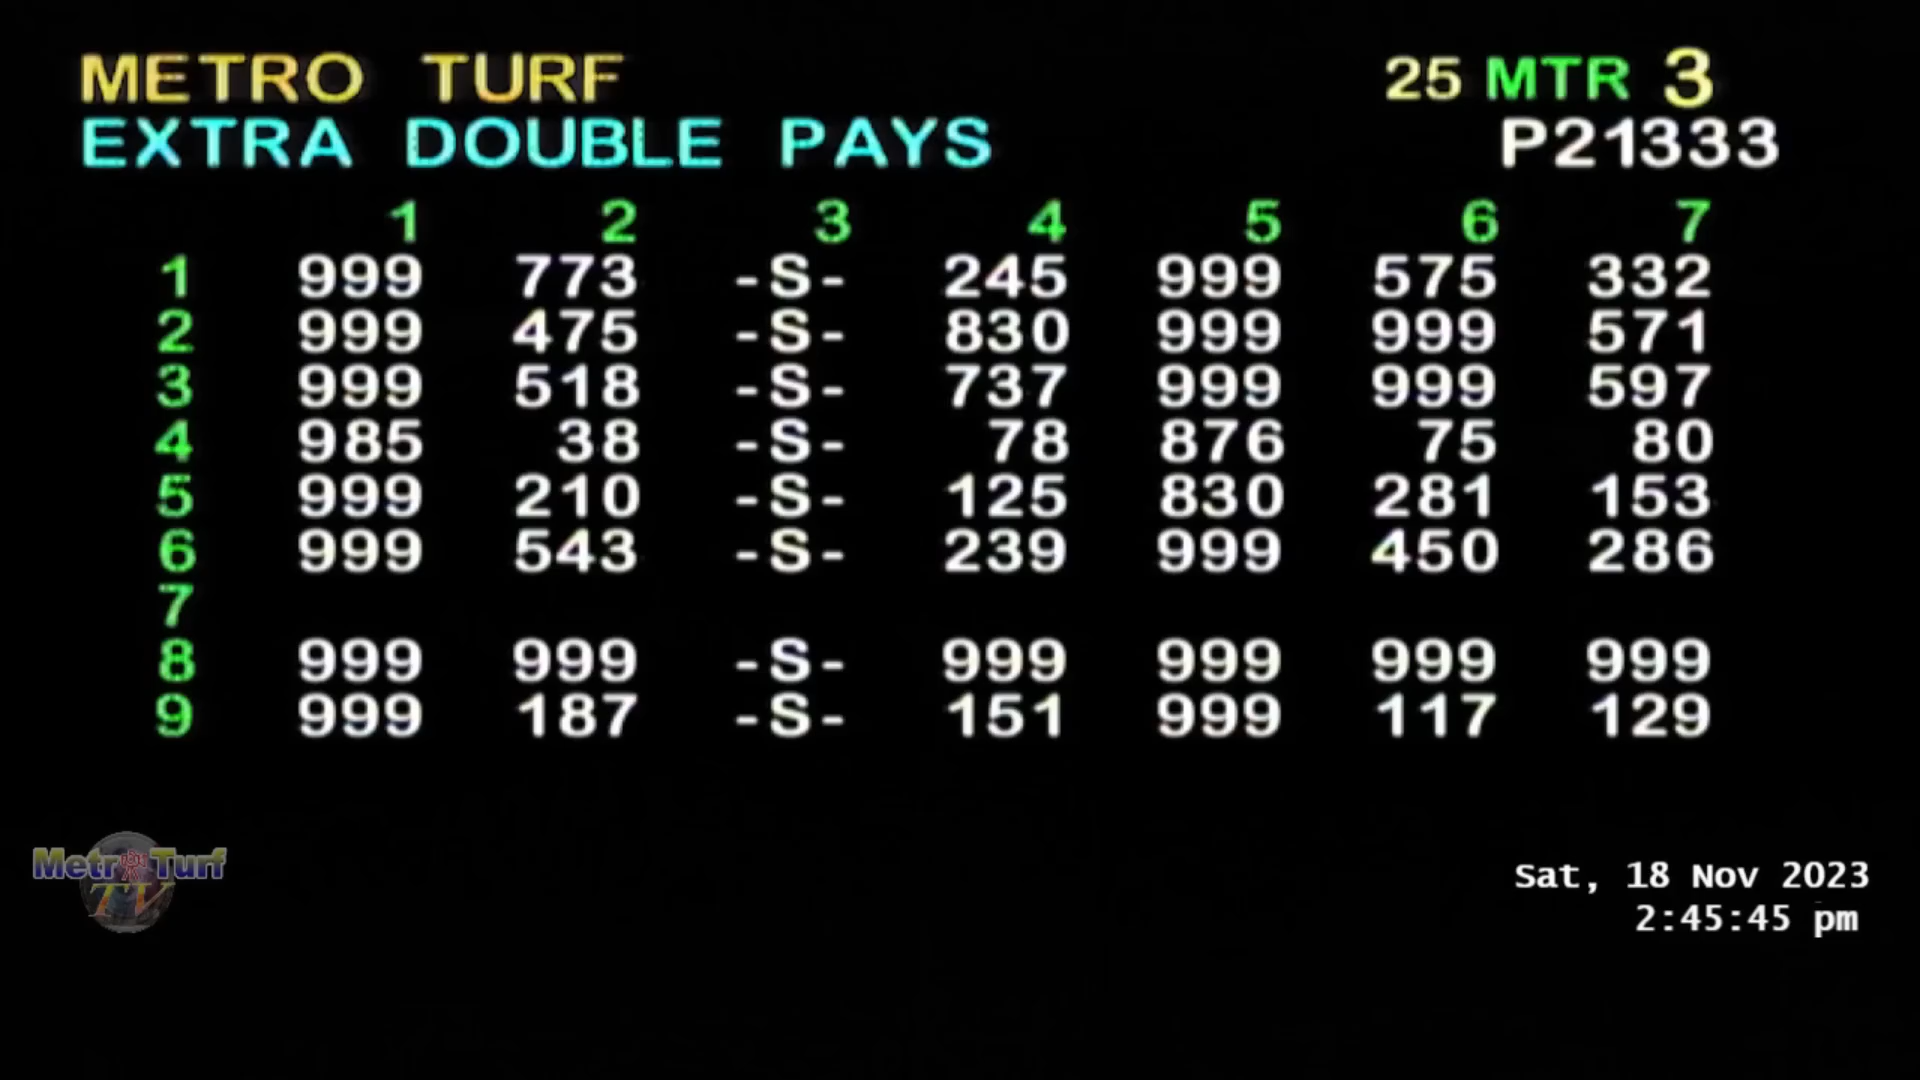 METRO TURF 25 MTR 3
EXTRA DOUBLE PAYS P21333
1 2 3 4 5 6 7
1 999 773 -S- 245 999 575 332
2 999 475 -S- 830 999 999 571
3 999 518 -S- 737 999 999 597
4 985 38 -S- 78 876 75 80
5 999 210 -S- 125 830 281 153
6 999 543 -S- 239 999 450 286
7
8 999 999 -S- 999 999 999 999
9 999 187 -S- 151 999 117 129
Metro Turf
TV
Sat, 18 Nov 2023
2:45:45 pm